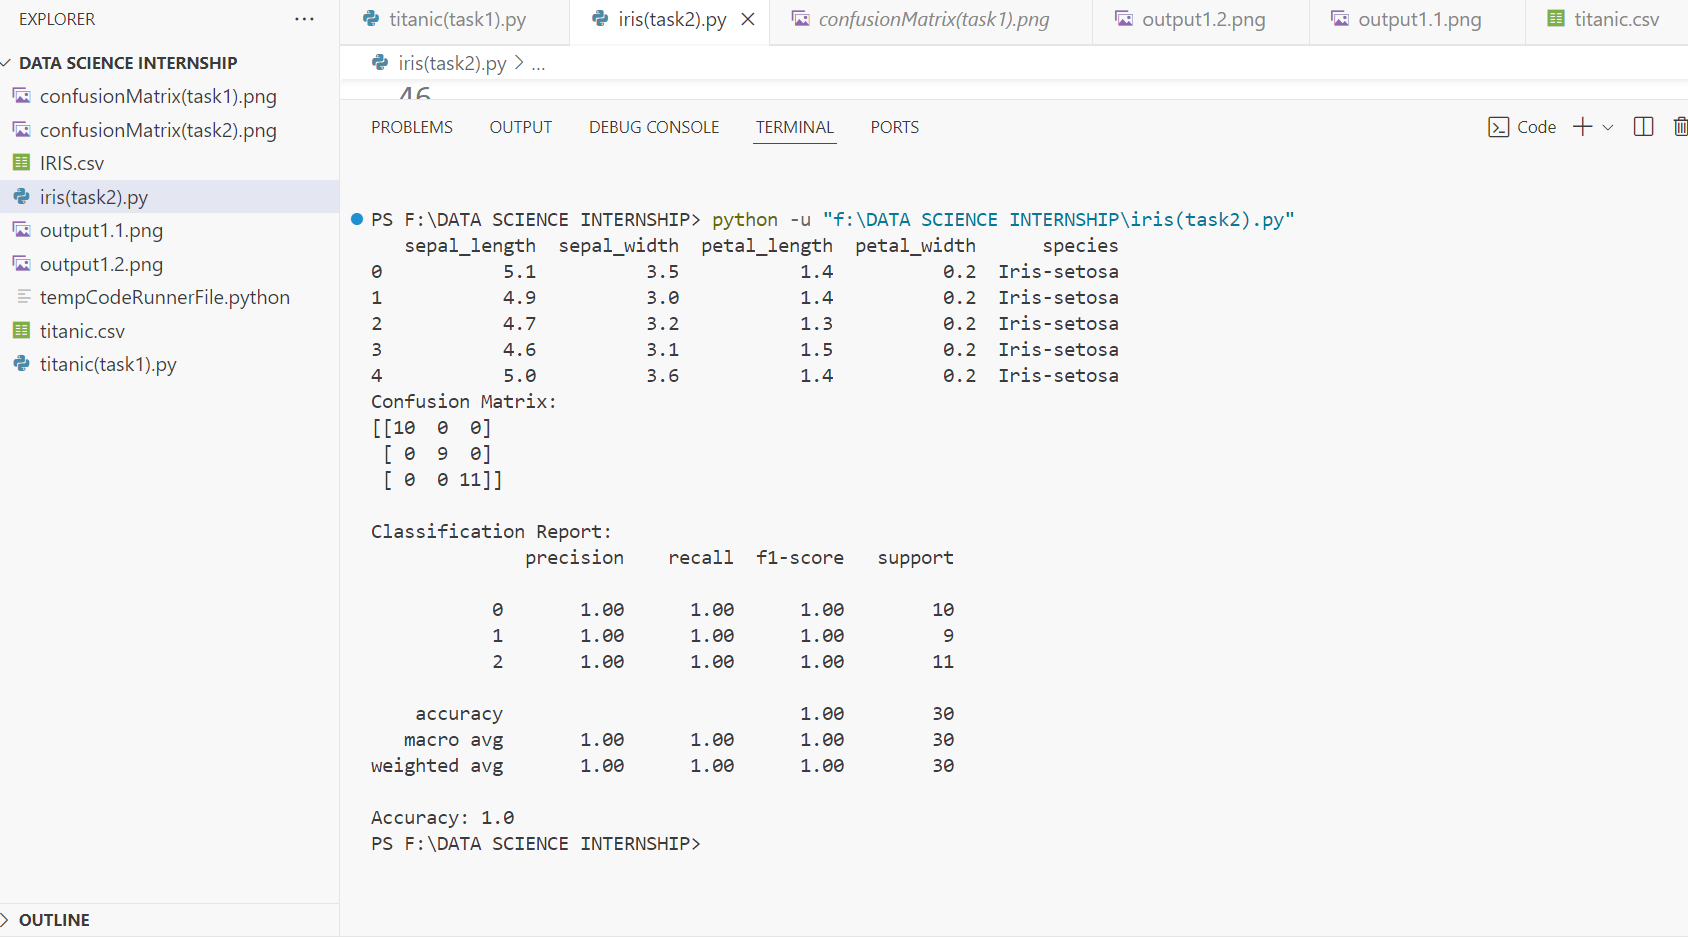 EXPLORER ...
DATA SCIENCE INTERNSHIP
confusionMatrix(task1).png
confusionMatrix(task2).png
IRIS.csv
iris(task2).py
output1.1.png
output1.2.png
tempCodeRunnerFile.python
titanic.csv
titanic(task1).py
OUTLINE
titanic(task1).py iris(task2).py confusionMatrix(task1).png output1.2.png output1.1.png titanic.csv
iris(task2).py > ...
46
PROBLEMS OUTPUT DEBUG CONSOLE TERMINAL PORTS Code
PS F:\DATA SCIENCE INTERNSHIP> python -u "f:\DATA SCIENCE INTERNSHIP\iris(task2).py"
   sepal_length  sepal_width  petal_length  petal_width      species
0           5.1          3.5           1.4          0.2  Iris-setosa
1           4.9          3.0           1.4          0.2  Iris-setosa
2           4.7          3.2           1.3          0.2  Iris-setosa
3           4.6          3.1           1.5          0.2  Iris-setosa
4           5.0          3.6           1.4          0.2  Iris-setosa
Confusion Matrix:
[[10  0  0]
 [ 0  9  0]
 [ 0  0 11]]
Classification Report:
              precision    recall  f1-score   support
           0       1.00      1.00      1.00        10
           1       1.00      1.00      1.00         9
           2       1.00      1.00      1.00        11
    accuracy                           1.00        30
   macro avg       1.00      1.00      1.00        30
weighted avg       1.00      1.00      1.00        30
Accuracy: 1.0
PS F:\DATA SCIENCE INTERNSHIP>